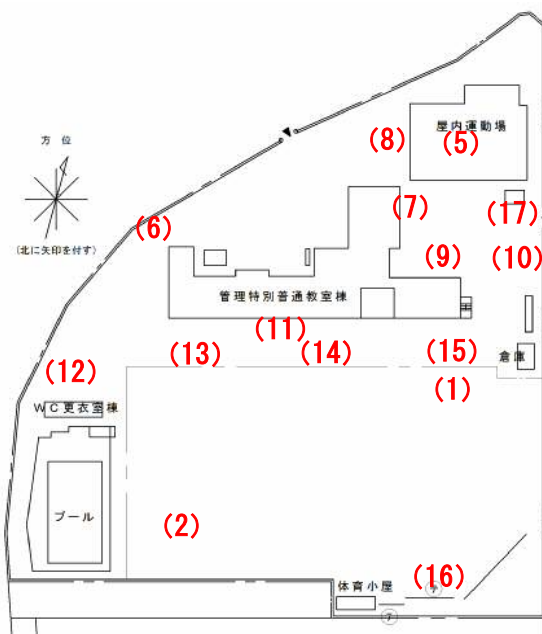 屋内運動場
(8)
(5)
方 位
(7)
(17)
(6)
(北に矢印を付す)
(9)
(10)
管理特別普通教室棟
(11)
(13)
(14)
(15)
倉庫
(12)
(1)
WC更衣室棟
プール
(2)
(16)
体育小屋
ア
ア